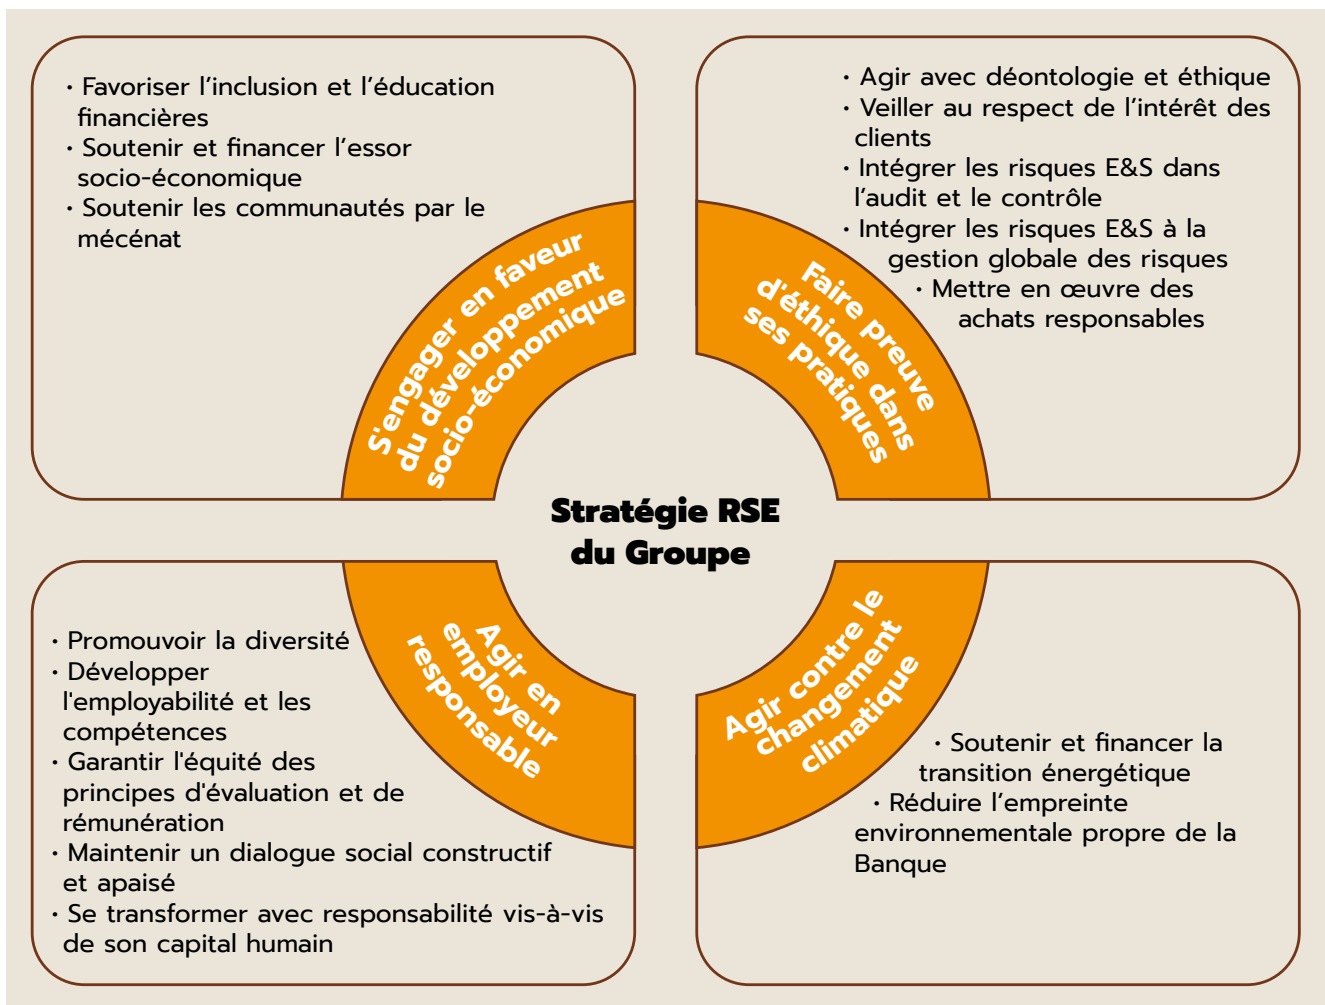 · Favoriser l’inclusion et l’éducation
financières
· Soutenir et financer l’essor
socio-économique
· Soutenir les communautés par le
mécénat
S'engager en faveur
du développement
socio-économique
· Agir avec déontologie et éthique
· Veiller au respect de l’intérêt des
clients
· Intégrer les risques E&S dans
l’audit et le contrôle
· Intégrer les risques E&S à la
gestion globale des risques
· Mettre en œuvre des
achats responsables
Faire preuve
d'éthique dans
ses pratiques
Stratégie RSE
du Groupe
· Promouvoir la diversité
· Développer
l'employabilité et les
compétences
· Garantir l'équité des
principes d'évaluation et de
rémunération
· Maintenir un dialogue social constructif
et apaisé
· Se transformer avec responsabilité vis-à-vis
de son capital humain
Agir en
employeur
responsable
Agir contre le
changement
climatique
· Soutenir et financer la
transition énergétique
· Réduire l’empreinte
environnementale propre de la
Banque